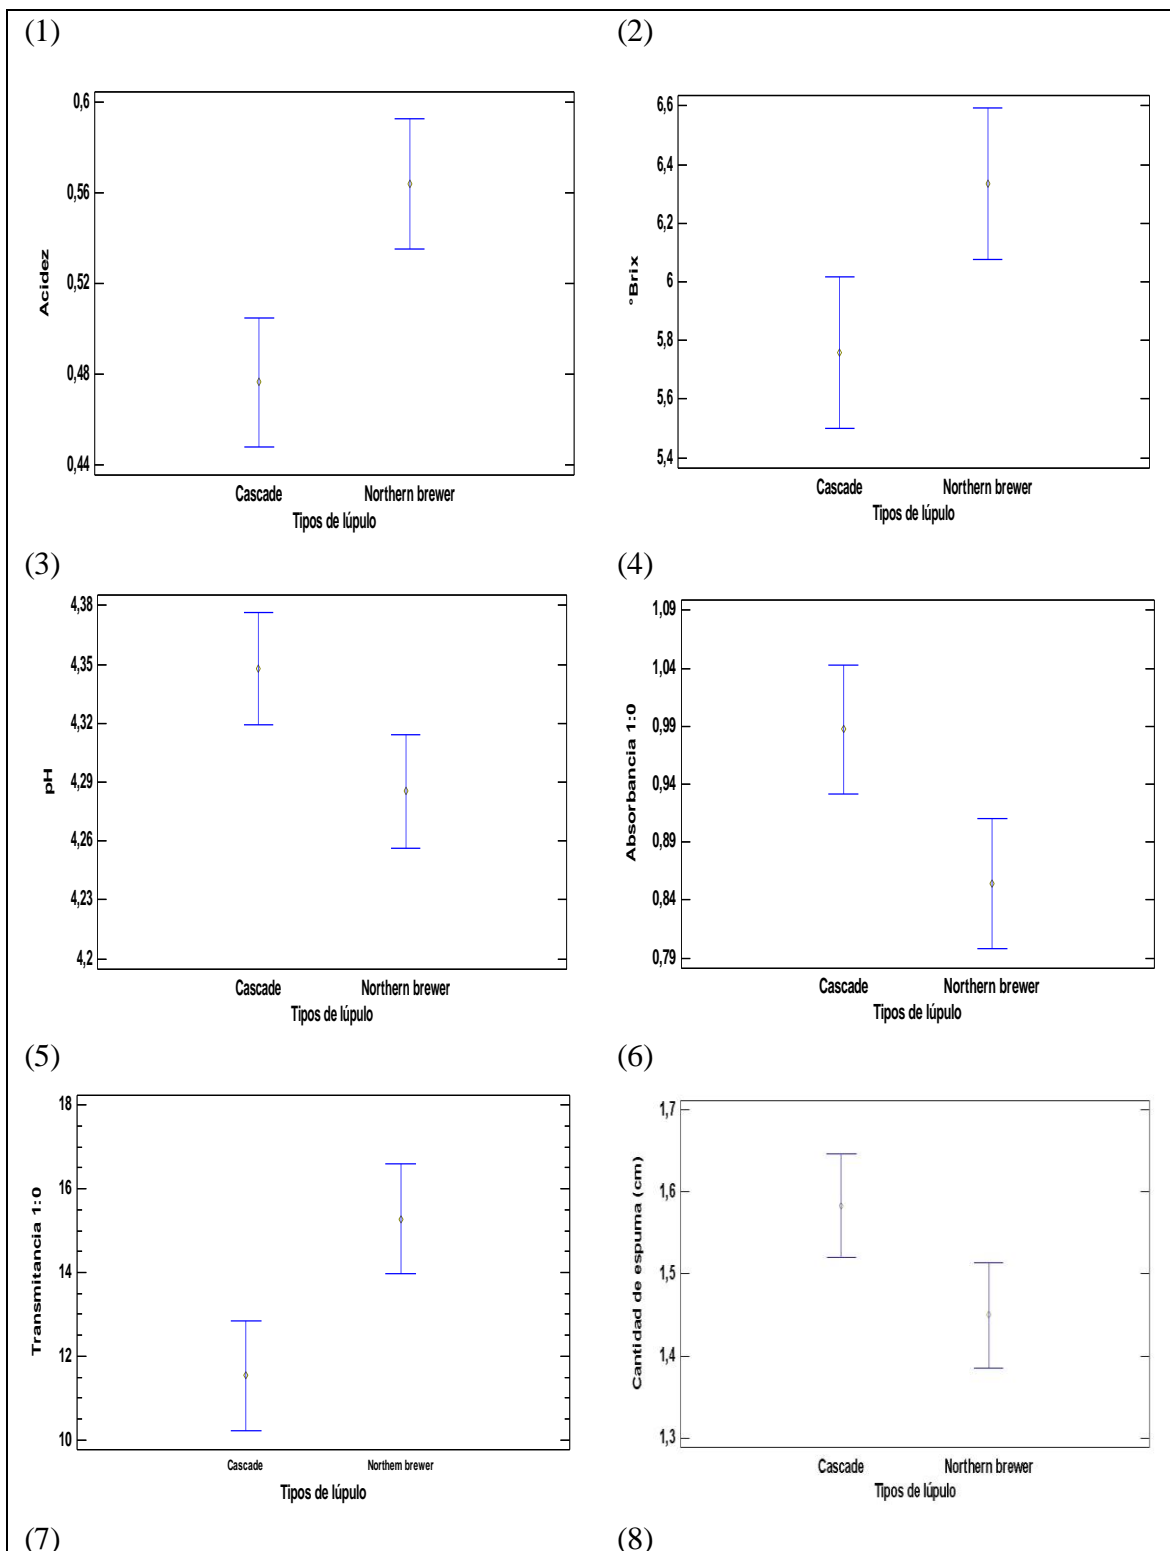 (1)
0,6
0,56
0,52
0,48
0,44
Acidez
Cascade Northern brewer
Tipos de lúpulo
(2)
6,6
6,4
6,2
6
5,8
5,6
5,4
°Brix
Cascade Northern brewer
Tipos de lúpulo
(3)
4,38
4,35
4,32
4,29
4,26
4,23
4,2
pH
Cascade Northern brewer
Tipos de lúpulo
(4)
1,09
1,04
0,99
0,94
0,89
0,84
0,79
Absorbancia 1:0
Cascade Northern brewer
Tipos de lúpulo
(5)
18
16
14
12
10
Transmitancia 1:0
Cascade Northern brewer
Tipos de lúpulo
(6)
1,7
1,6
1,5
1,4
1,3
Cantidad de espuma (cm)
Cascade Northern brewer
Tipos de lúpulo
(7)
(8)